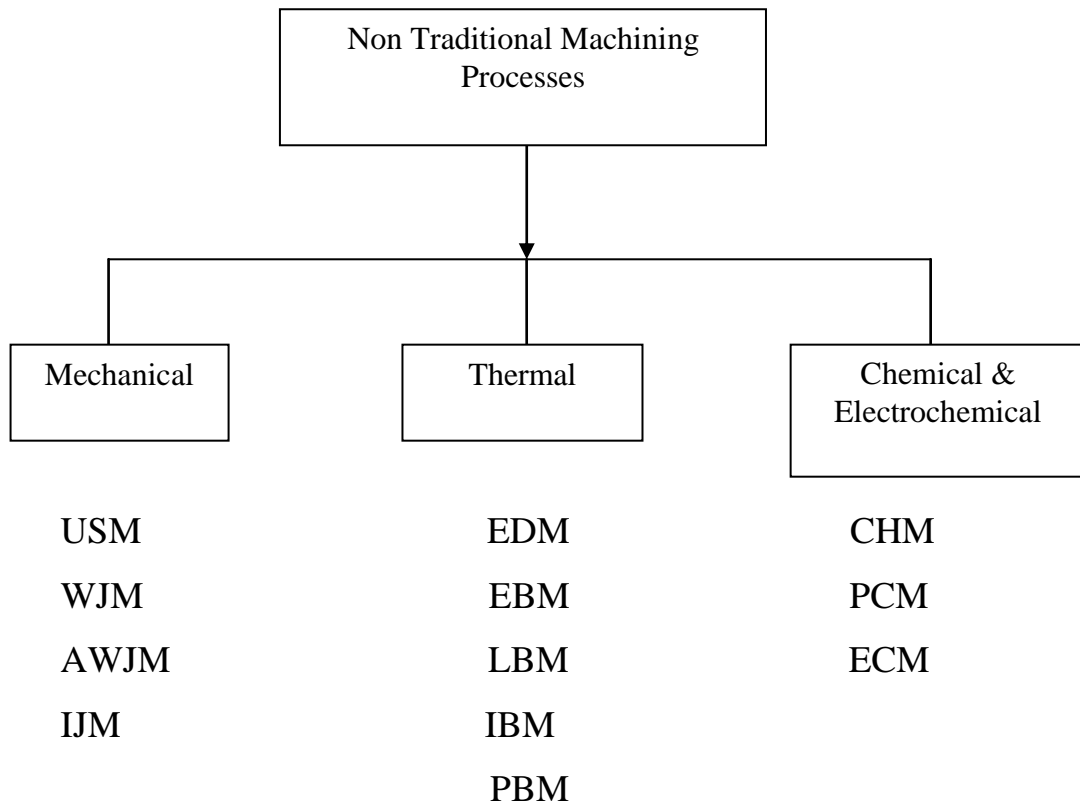 Non Traditional Machining
Processes
Mechanical
Thermal
Chemical &
Electrochemical
USM
WJM
AWJM
IJM
EDM
EBM
LBM
IBM
PBM
CHM
PCM
ECM